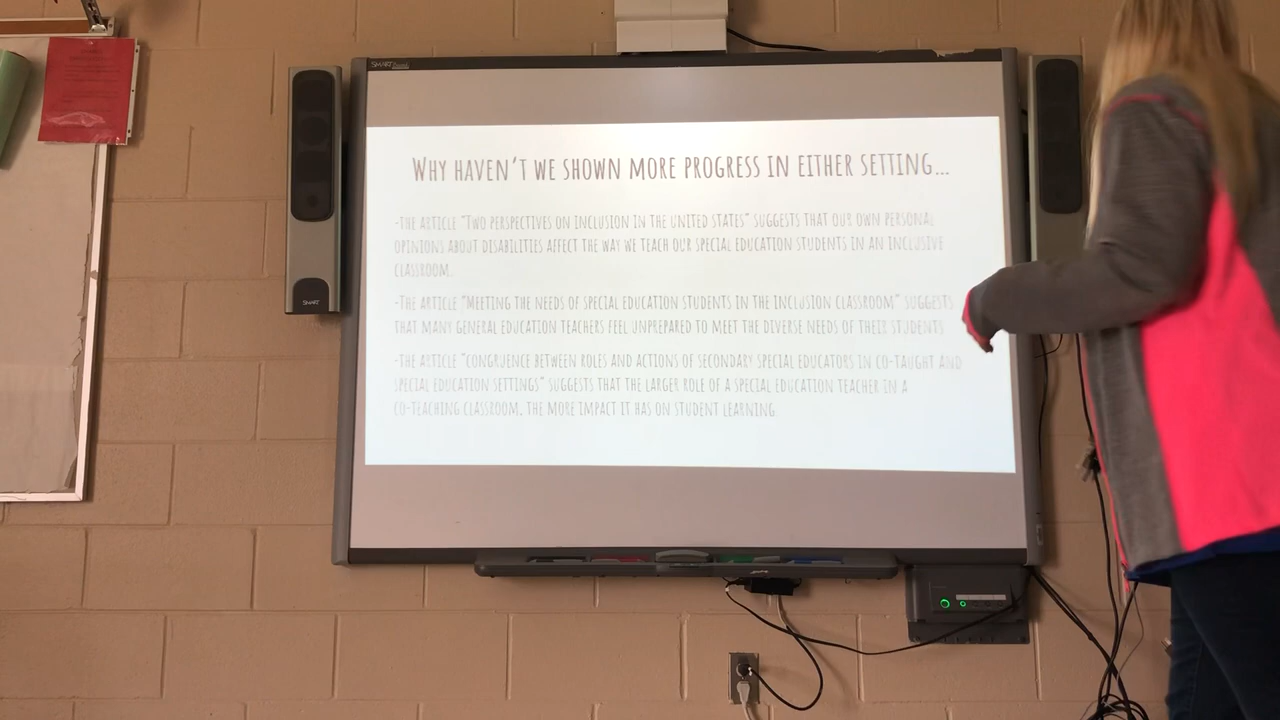 SMART Board
WHY HAVEN'T WE SHOWN MORE PROGRESS IN EITHER SETTING...
-THE ARTICLE "TWO PERSPECTIVES ON INCLUSION IN THE UNITED STATES" SUGGESTS THAT OUR OWN PERSONAL
OPINIONS ABOUT DISABILITIES AFFECT THE WAY WE TEACH OUR SPECIAL EDUCATION STUDENTS IN AN INCLUSIVE
CLASSROOM.
-THE ARTICLE "MEETING THE NEEDS OF SPECIAL EDUCATION STUDENTS IN THE INCLUSION CLASSROOM" SUGGESTS
THAT MANY GENERAL EDUCATION TEACHERS FEEL UNPREPARED TO MEET THE DIVERSE NEEDS OF THEIR STUDENTS
-THE ARTICLE "CONGRUENCE BETWEEN ROLES AND ACTIONS OF SECONDARY SPECIAL EDUCATORS IN CO-TAUGHT AND
SPECIAL EDUCATION SETTINGS" SUGGESTS THAT THE LARGER ROLE OF A SPECIAL EDUCATION TEACHER IN A
CO-TEACHING CLASSROOM, THE MORE IMPACT IT HAS ON STUDENT LEARNING
SMART